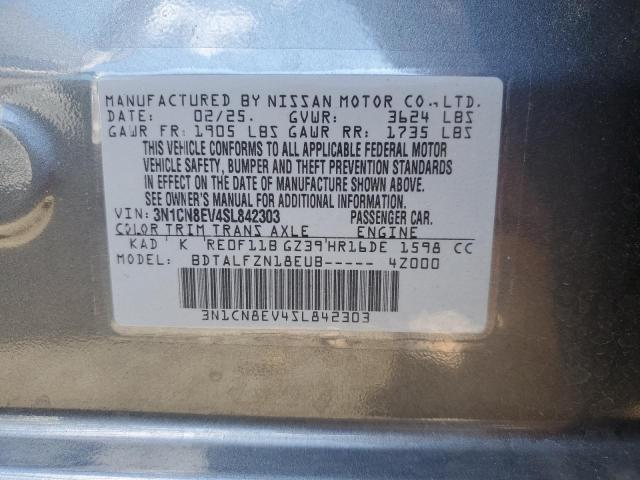 MANUFACTURED BY NISSAN MOTOR CO., LTD.
DATE: 02/25. GVWR: 3624 LBS
GAWR FR: 1905 LBS GAWR RR: 1735 LBS
THIS VEHICLE CONFORMS TO ALL APPLICABLE FEDERAL MOTOR
VEHICLE SAFETY, BUMPER AND THEFT PREVENTION STANDARDS
IN EFFECT ON THE DATE OF MANUFACTURE SHOWN ABOVE.
SEE OWNER'S MANUAL FOR ADDITIONAL INFORMATION.
VIN: 3N1CN8EV4SL842303 PASSENGER CAR.
COLOR TRIM TRANS AXLE ENGINE
KAD K RE0F11B GZ39 HR16DE 1598 CC
MODEL: BDTALFZN18EUB----- 4Z000
3N1CN8EV4SL842303